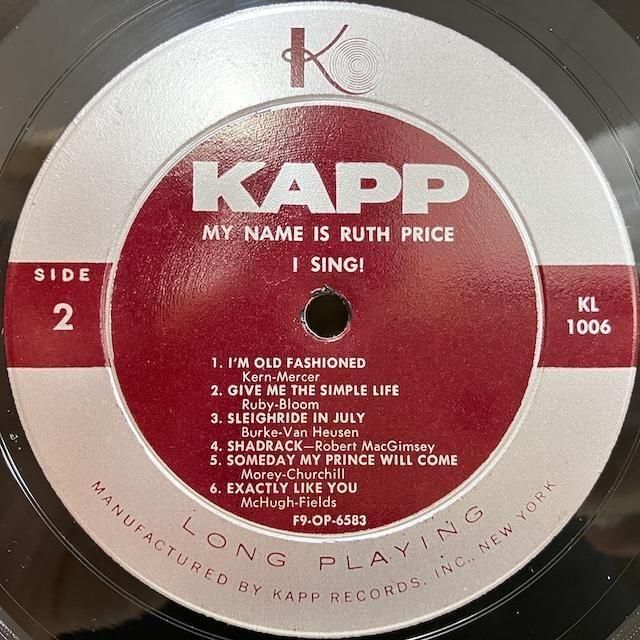 K
KAPP
MY NAME IS RUTH PRICE
I SING!
SIDE
2
KL
1006
1. I'M OLD FASHIONED
Kern-Mercer
2. GIVE ME THE SIMPLE LIFE
Ruby-Bloom
3. SLEIGHRIDE IN JULY
Burke-Van Heusen
4. SHADRACK—Robert MacGimsey
5. SOMEDAY MY PRINCE WILL COME
Morey-Churchill
6. EXACTLY LIKE YOU
McHugh-Fields
F9-OP-6583
LONG PLAYING
MANUFACTURED BY KAPP RECORDS, INC., NEW YORK